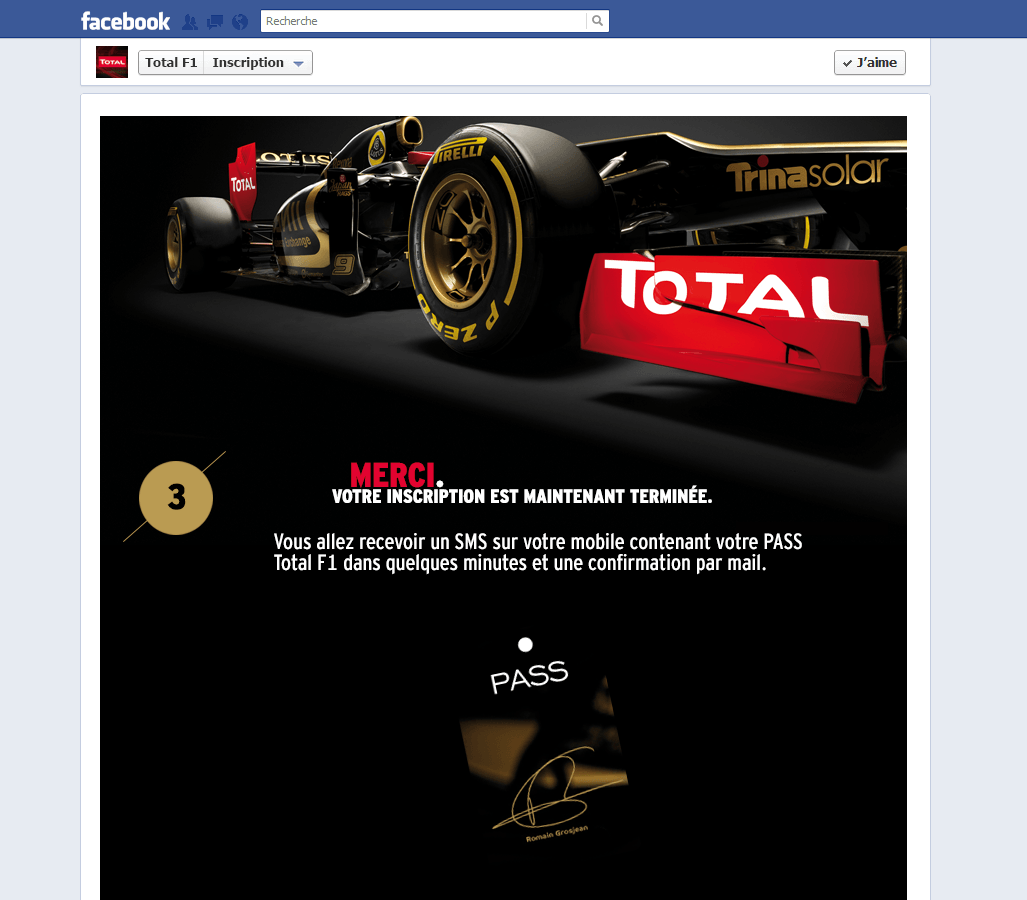 facebook
Recherche
TOTAL
Total F1 Inscription
J'aime
LOTUS
TOTAL
PIRELLI
P ZERO
9
Trinasolar
TOTAL
3
MERCI.
VOTRE INSCRIPTION EST MAINTENANT TERMINÉE.
Vous allez recevoir un SMS sur votre mobile contenant votre PASS
Total F1 dans quelques minutes et une confirmation par mail.
PASS
Romain Grosjean